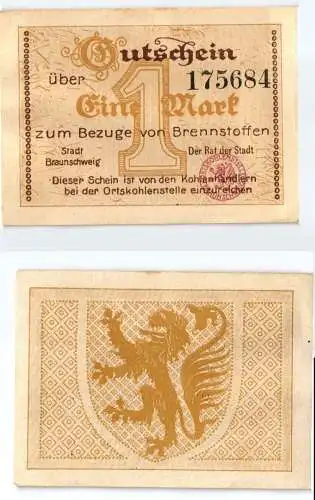 Gutschein
über 175684
1
Eine Mark
zum Bezuge von Brennstoffen
Stadt Der Rat der Stadt
Braunschweig
Dieser Schein ist von den Kohlenhändlern
bei der Ortskohlenstelle einzureichen